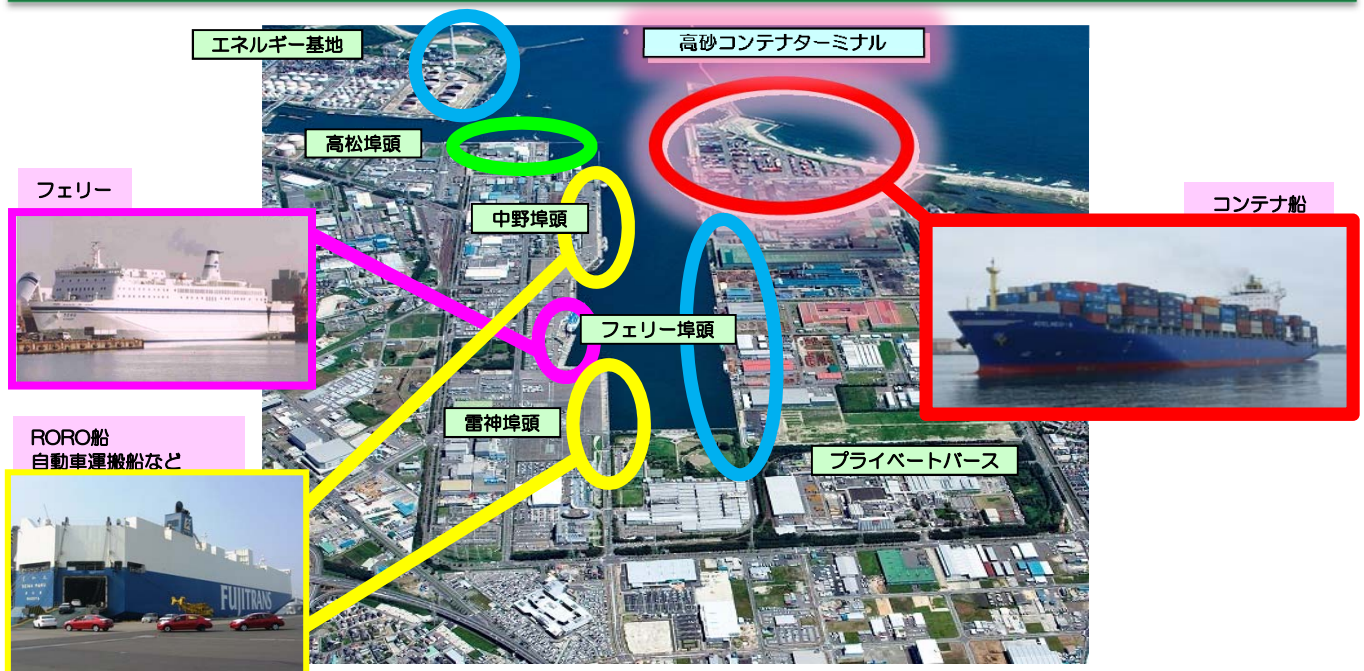 エネルギー基地
高砂コンテナターミナル
高松埠頭
フェリー
中野埠頭
コンテナ船
フェリー埠頭
雷神埠頭
RORO船
自動車運搬船など
プライベートバース
FUJITRANS